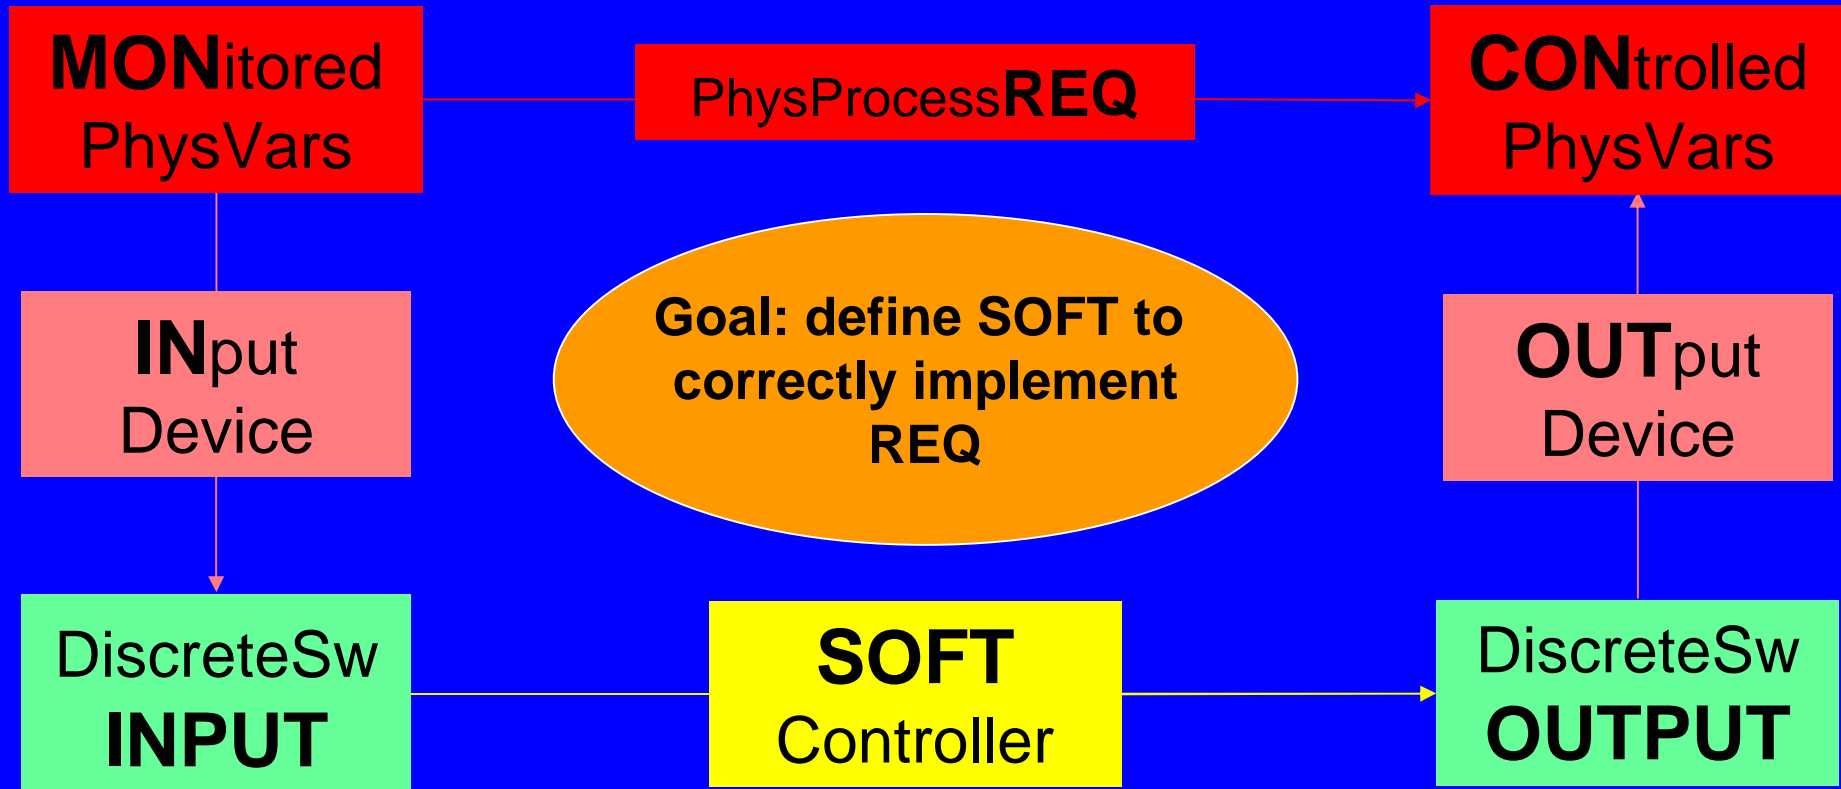 MONitored
PhysVars
PhysProcessREQ
CONtrolled
PhysVars
INput
Device
Goal: define SOFT to
correctly implement
REQ
OUTput
Device
DiscreteSw
INPUT
SOFT
Controller
DiscreteSw
OUTPUT